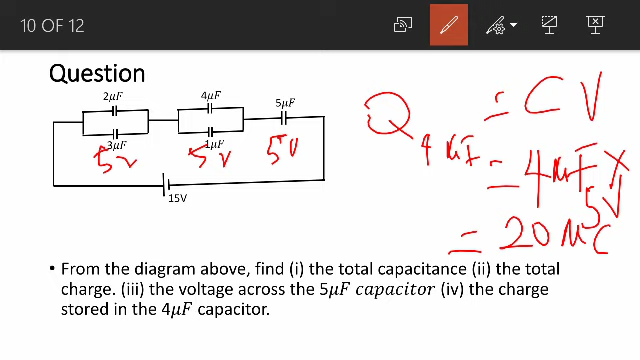 10 OF 12
Question
2μF
4μF
5μF
3μF
1μF
5V
5V
5V
15V
Q 4μF = C V
= 4μF X 5V
= 20 μC
• From the diagram above, find (i) the total capacitance (ii) the total
charge. (iii) the voltage across the 5μF capacitor (iv) the charge
stored in the 4μF capacitor.